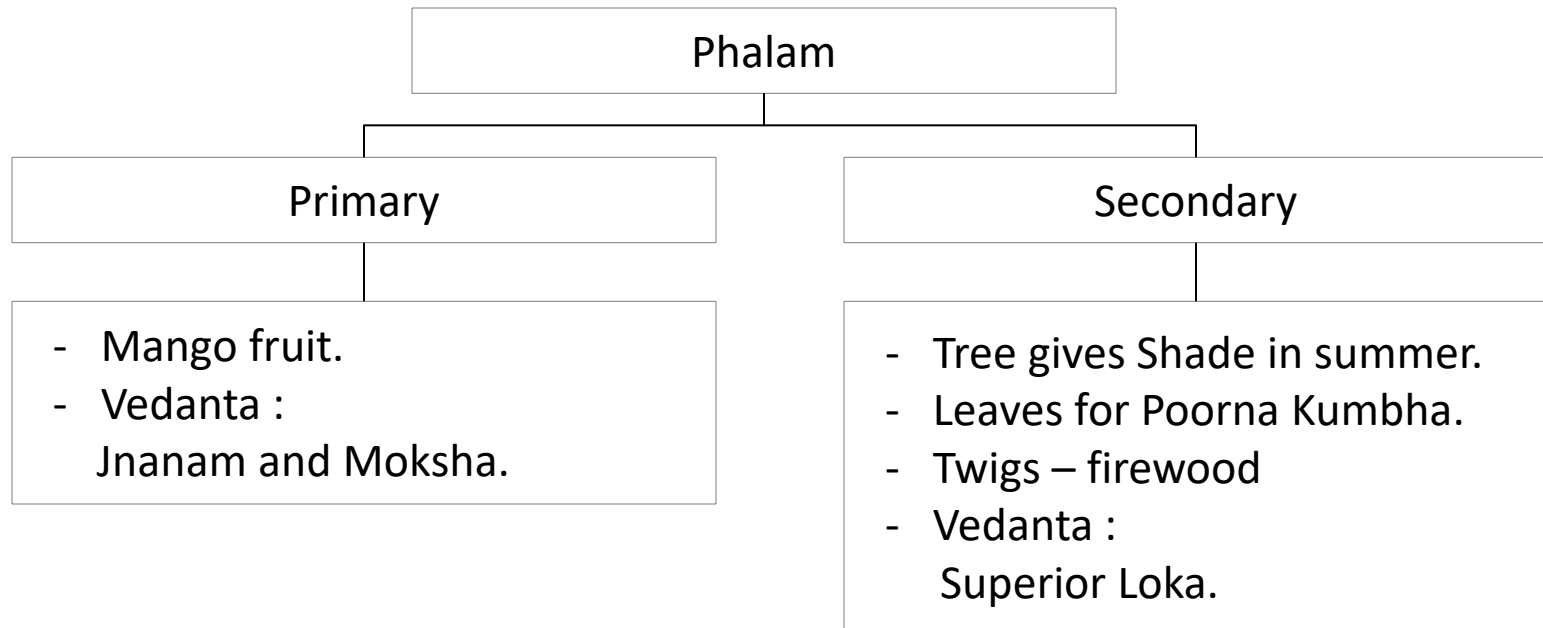 Phalam
Primary
Secondary
- Mango fruit.
- Vedanta :
Jnanam and Moksha.
- Tree gives Shade in summer.
- Leaves for Poorna Kumbha.
- Twigs – firewood
- Vedanta :
Superior Loka.